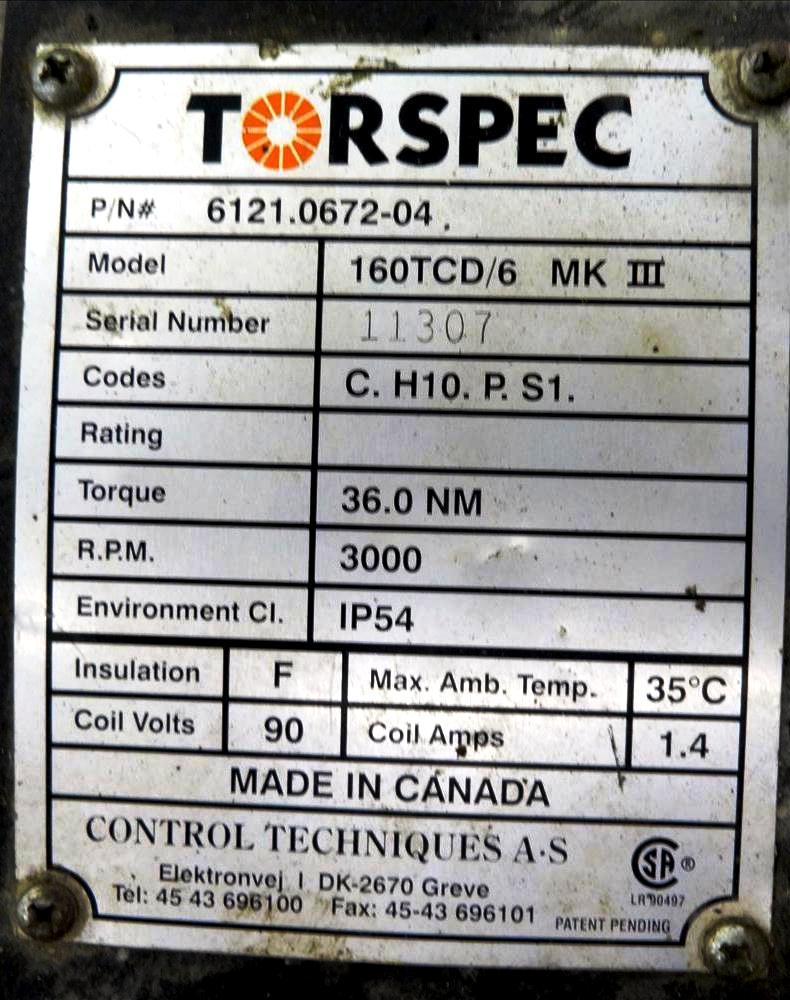 TORSPEC
P/N# 6121.0672-04
Model 160TCD/6 MK III
Serial Number 11307
Codes C. H10. P. S1.
Rating
Torque 36.0 NM
R.P.M. 3000
Environment Cl. IP54
Insulation F Max. Amb. Temp. 35°C
Coil Volts 90 Coil Amps 1.4
MADE IN CANADA
CONTROL TECHNIQUES A·S
Elektronvej 1 DK-2670 Greve
Tel: 45 43 696100 Fax: 45-43 696101
SA ®
LR90497
PATENT PENDING